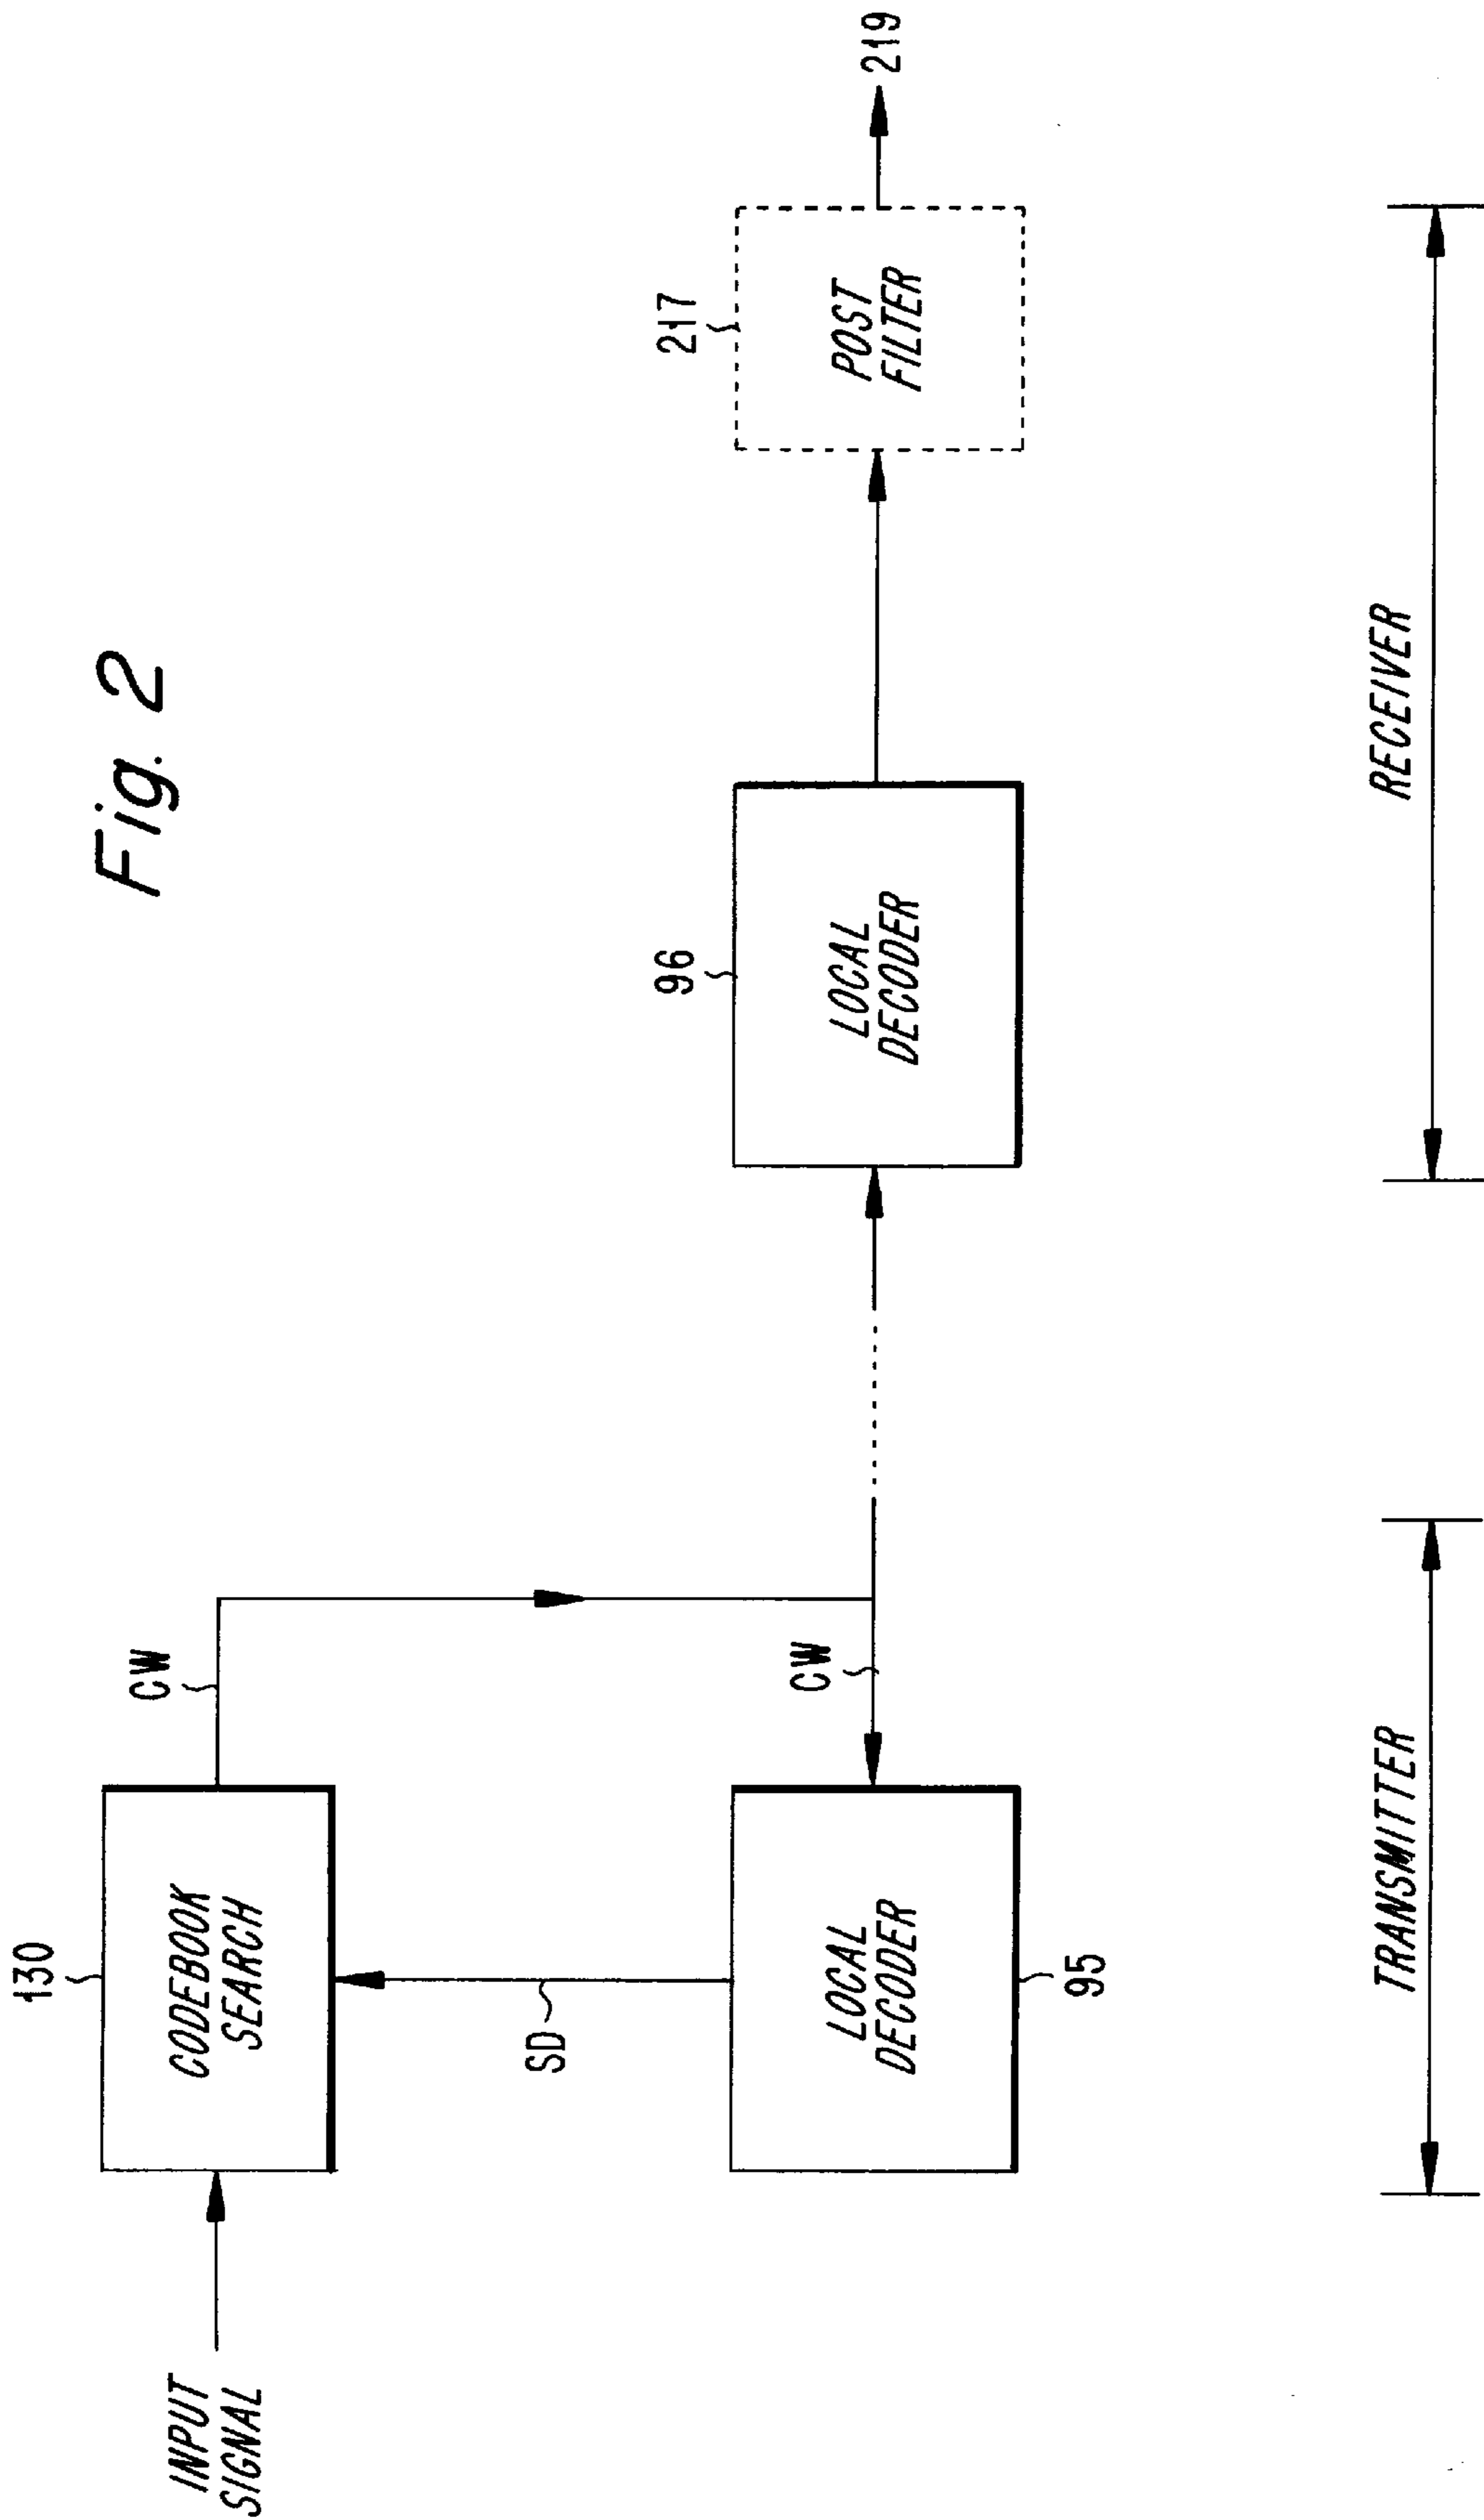 Fig. 2
130
CODEBOOK
SEARCH
INPUT
SIGNAL
CW
SD
CW
LOCAL
DECODER
95
96
LOCAL
DECODER
217
POST
FILTER
219
TRANSMITTER
RECEIVER